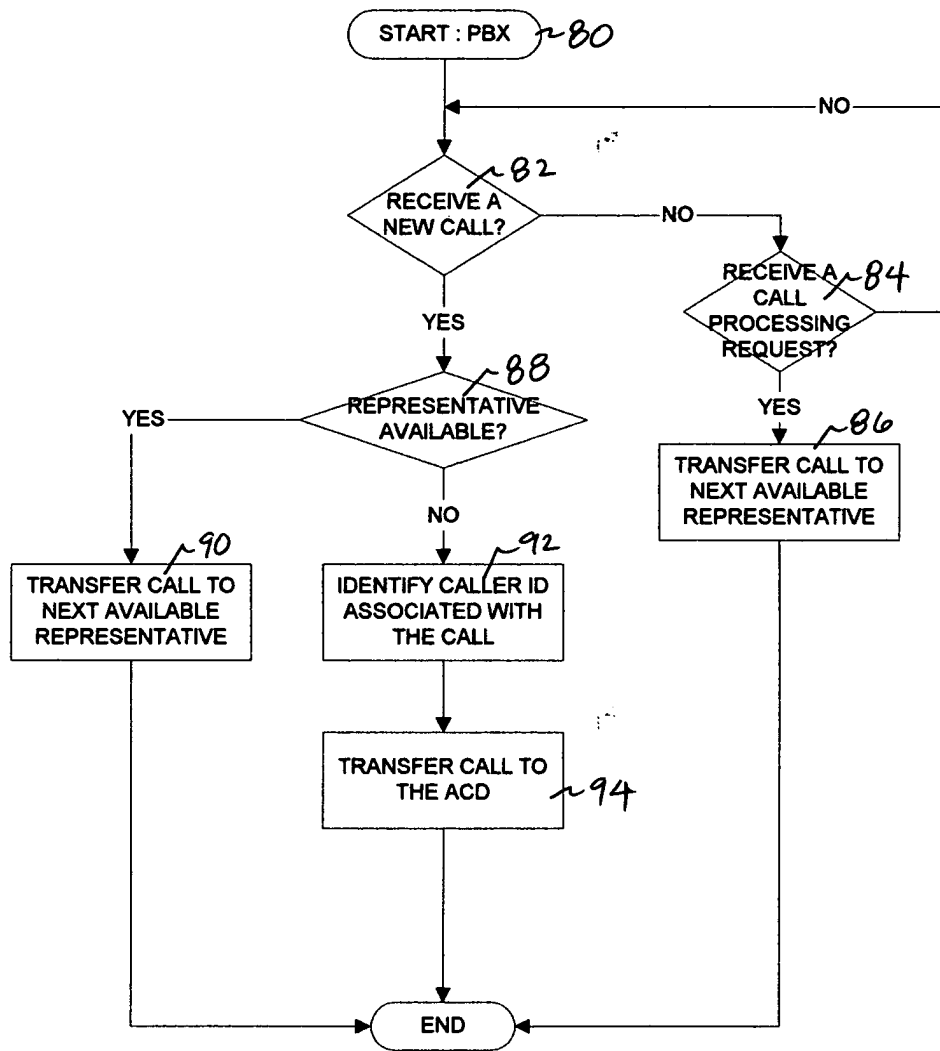 START : PBX
80
NO
82
RECEIVE A
NEW CALL?
NO
RECEIVE A
CALL
PROCESSING
REQUEST?
84
YES
88
REPRESENTATIVE
AVAILABLE?
YES
YES
86
TRANSFER CALL TO
NEXT AVAILABLE
REPRESENTATIVE
NO
90
TRANSFER CALL TO
NEXT AVAILABLE
REPRESENTATIVE
92
IDENTIFY CALLER ID
ASSOCIATED WITH
THE CALL
TRANSFER CALL TO
THE ACD
94
END